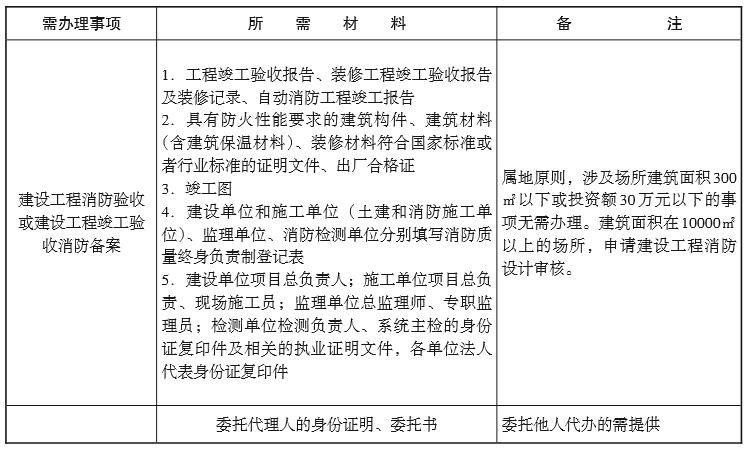 需办理事项
所 需 材 料
备 注
建设工程消防验收
或建设工程竣工验
收消防备案
1．工程竣工验收报告、装修工程竣工验收报告
及装修记录、自动消防工程竣工报告
2．具有防火性能要求的建筑构件、建筑材料
（含建筑保温材料）、装修材料符合国家标准或
者行业标准的证明文件、出厂合格证
3．竣工图
4．建设单位和施工单位（土建和消防施工单
位）、监理单位、消防检测单位分别填写消防质
量终身负责制登记表
5．建设单位项目总负责人；施工单位项目总负
责、现场施工员；监理单位总监理师、专职监
理员；检测单位检测负责人、系统主检的身份
证复印件及相关的执业证明文件，各单位法人
代表身份证复印件
属地原则，涉及场所建筑面积300
㎡以下或投资额30万元以下的事
项无需办理。建筑面积在10000㎡
以上的场所，申请建设工程消防
设计审核。
委托代理人的身份证明、委托书
委托他人代办的需提供